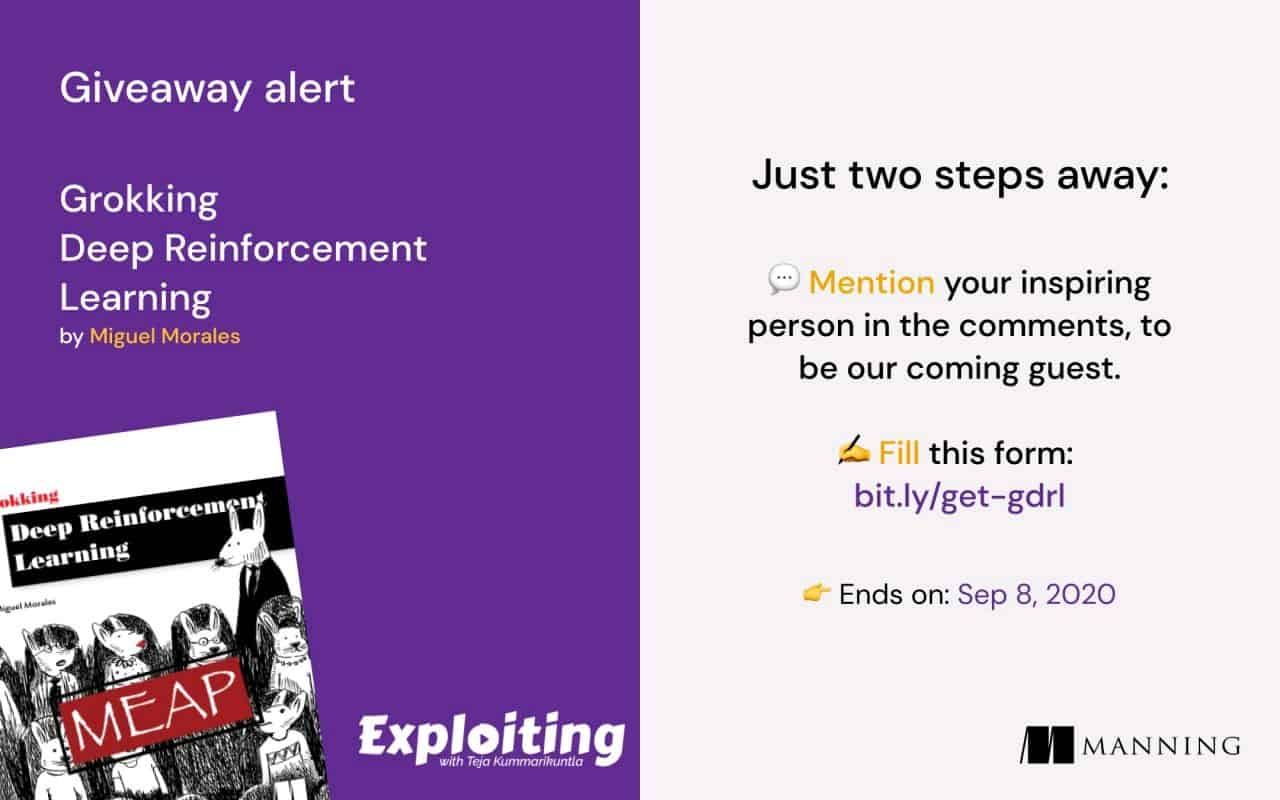 Giveaway alert
Grokking
Deep Reinforcement
Learning
by Miguel Morales
okking
Deep Reinforcement
Learning
Miguel Morales
MEAP
Exploiting
with Teja Kummarikuntla
Just two steps away:
💬 Mention your inspiring
person in the comments, to
be our coming guest.
✍️ Fill this form:
bit.ly/get-gdrl
👉 Ends on: Sep 8, 2020
MANNING